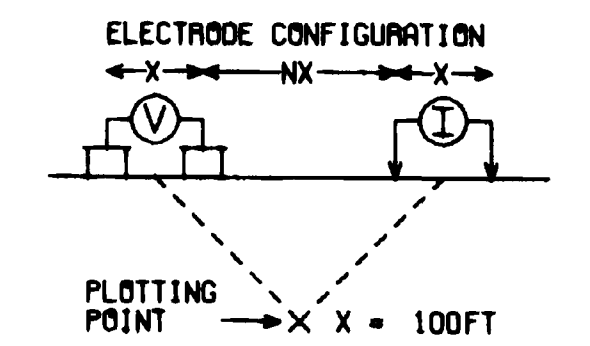 ELECTRODE CONFIGURATION
X NX X
V I
PLOTTING
POINT X X = 100FT